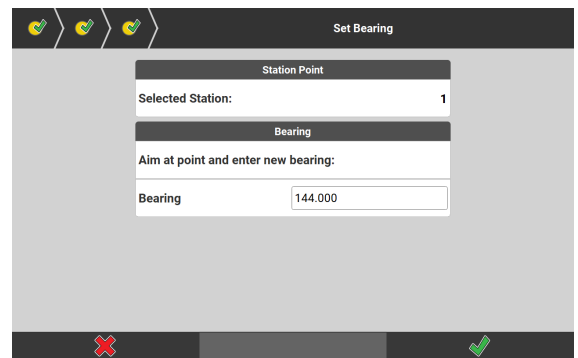 Set Bearing
Station Point
Selected Station: 1
Bearing
Aim at point and enter new bearing:
Bearing 144.000